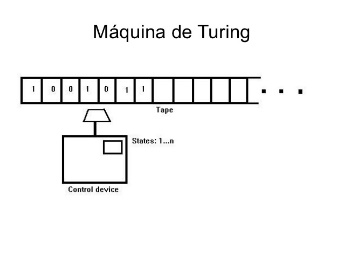 Máquina de Turing
1 0 0 1 0 1 1
Tape
States: 1...n
Control device